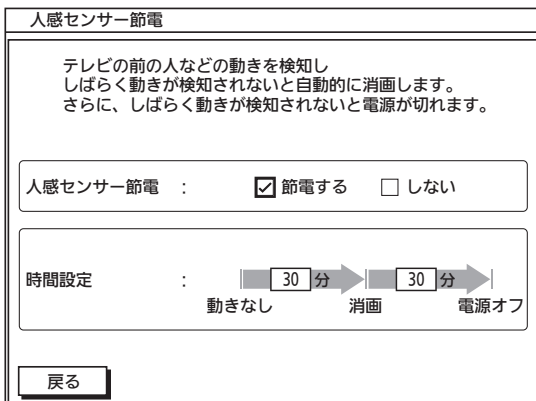 人感センサー節電
テレビの前の人などの動きを検知し
しばらく動きが検知されないと自動的に消画します。
さらに、しばらく動きが検知されないと電源が切れます。
人感センサー節電 : 節電する しない
時間設定 : 30 分 30 分
動きなし 消画 電源オフ
戻る